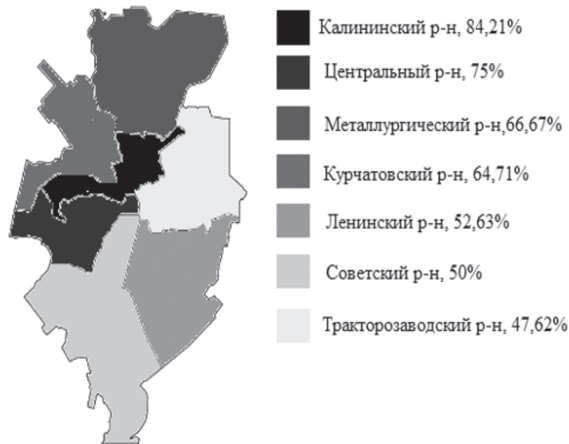 Калининский р-н, 84,21%
Центральный р-н, 75%
Металлургический р-н,66,67%
Курчатовский р-н, 64,71%
Ленинский р-н, 52,63%
Советский р-н, 50%
Тракторозаводский р-н, 47,62%